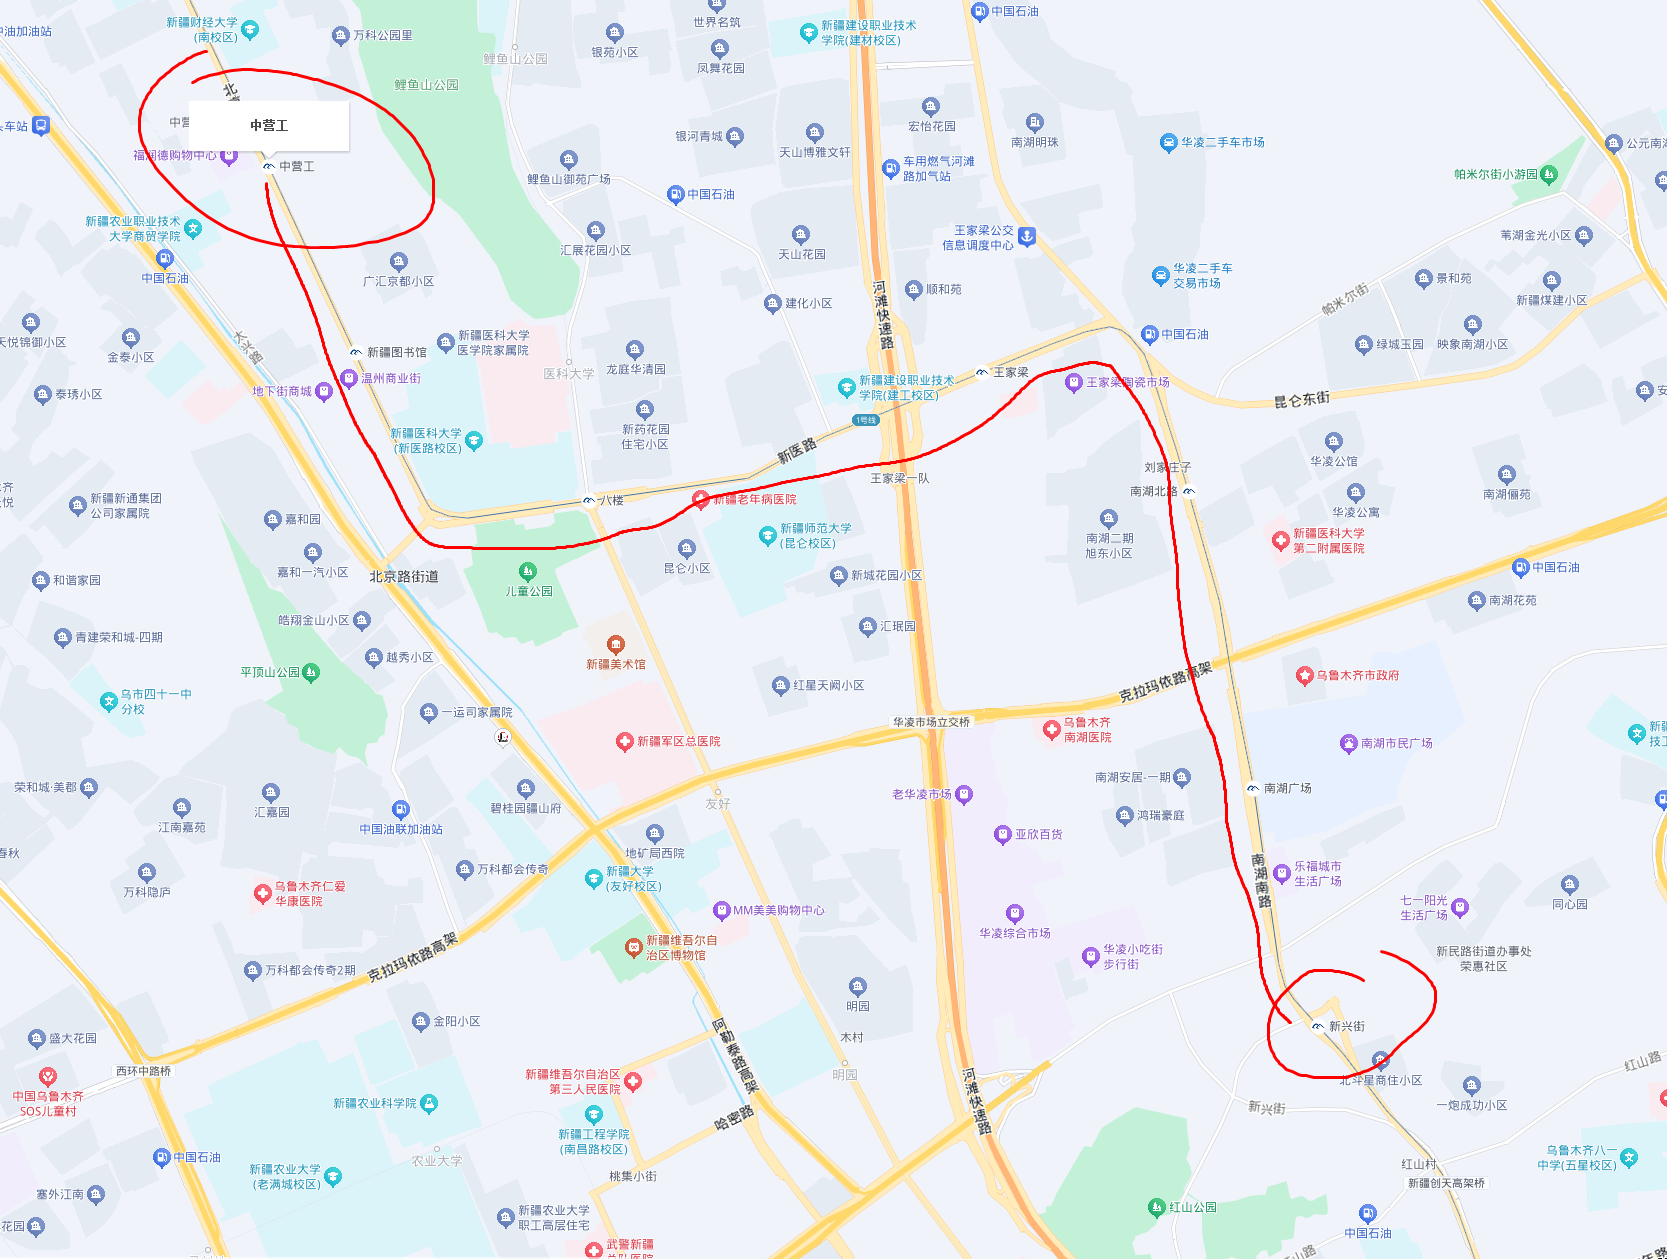 新疆财经大学
(南校区)
万科公园里
鲤鱼山公园
鲤鱼山公园
银苑小区
世界名筑
凤舞花园
新疆建设职业技术
学院(建材校区)
中国石油
中营工
中营工
福润德购物中心
新疆农业职业技术
大学商贸学院
中国石油
广汇京都小区
鲤鱼山御苑广场
银河青城
天山博雅文轩
中国石油
宏怡花园
南湖明珠
车用燃气河滩
路加气站
华凌二手车市场
帕米尔街小游园
王家梁公交
信息调度中心
汇展花园小区
天山花园
建化小区
顺和苑
河滩快速路
华凌二手车
交易市场
苇湖金光小区
景和苑
新疆煤建小区
帕米尔街
绿城玉园
映象南湖小区
中国石油
天悦锦御小区
金泰小区
泰琇小区
新疆图书馆
温州商业街
地下街商城
新疆医科大学
医学院家属院
医科大学
龙庭华清园
新药花园
住宅小区
新疆建设职业技术
学院(建工校区)
王家梁
王家梁陶瓷市场
昆仑东街
1号线
新医路
新疆医科大学
(新医路校区)
八楼
新疆老年病医院
王家梁一队
刘家庄子
南湖北路
华凌公馆
华凌公寓
南湖俪苑
新疆新通集团
公司家属院
嘉和园
嘉和一汽小区
北京路街道
儿童公园
昆仑小区
新疆师范大学
(昆仑校区)
新城花园小区
南湖二期
旭东小区
新疆医科大学
第二附属医院
中国石油
南湖花苑
和谐家园
皓翔金山小区
青建荣和城-四期
越秀小区
平顶山公园
乌市四十一中
分校
一运司家属院
新疆美术馆
汇珉园
红星天阙小区
新疆军区总医院
华凌市场立交桥
克拉玛依路高架
乌鲁木齐
南湖医院
乌鲁木齐市政府
南湖市民广场
荣和城·美郡
江南嘉苑
汇嘉园
中国油联加油站
碧桂园疆山府
友好
老华凌市场
南湖安居-一期
鸿瑞豪庭
南湖广场
亚欣百货
万科隐庐
乌鲁木齐仁爱
华康医院
万科都会传奇
地矿局西院
新疆大学
(友好校区)
MM美美购物中心
新疆维吾尔自
治区博物馆
华凌综合市场
华凌小吃街
步行街
南湖南路
乐福城市
生活广场
七一阳光
生活广场
同心园
新民路街道办事处
荣惠社区
克拉玛依路高架
万科都会传奇2期
金阳小区
明园
木村
明园
新兴街
北斗星商住小区
一炮成功小区
红山路
新兴街
盛大花园
西环中路桥
中国乌鲁木齐
SOS儿童村
阿勒泰路高架
哈密路
河滩快速路
新疆维吾尔自治区
第三人民医院
新疆农业科学院
新疆工程学院
(南昌路校区)
农业大学
桃集小街
中国石油
新疆农业大学
(老满城校区)
塞外江南
新疆农业大学
职工高层住宅
武警新疆
红山公园
红山村
新疆创天高架桥
中国石油
乌鲁木齐八一
中学(五星校区)